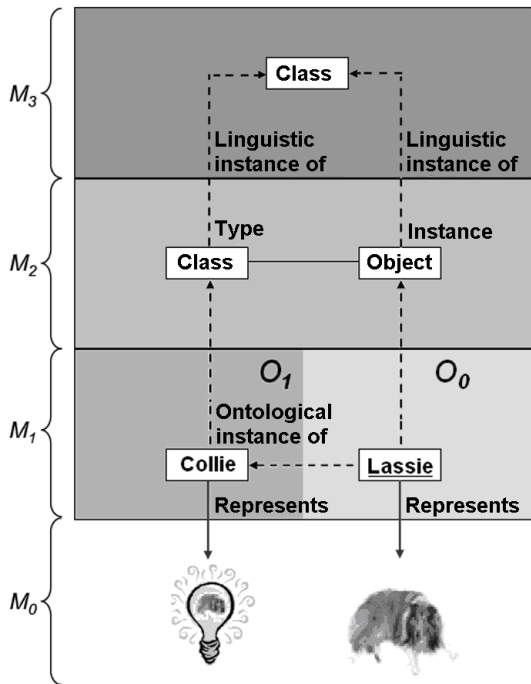 M3
Class
Linguistic
instance of
Linguistic
instance of
M2
Type
Instance
Class
Object
M1
O1
O0
Ontological
instance of
Collie
Lassie
Represents
Represents
M0